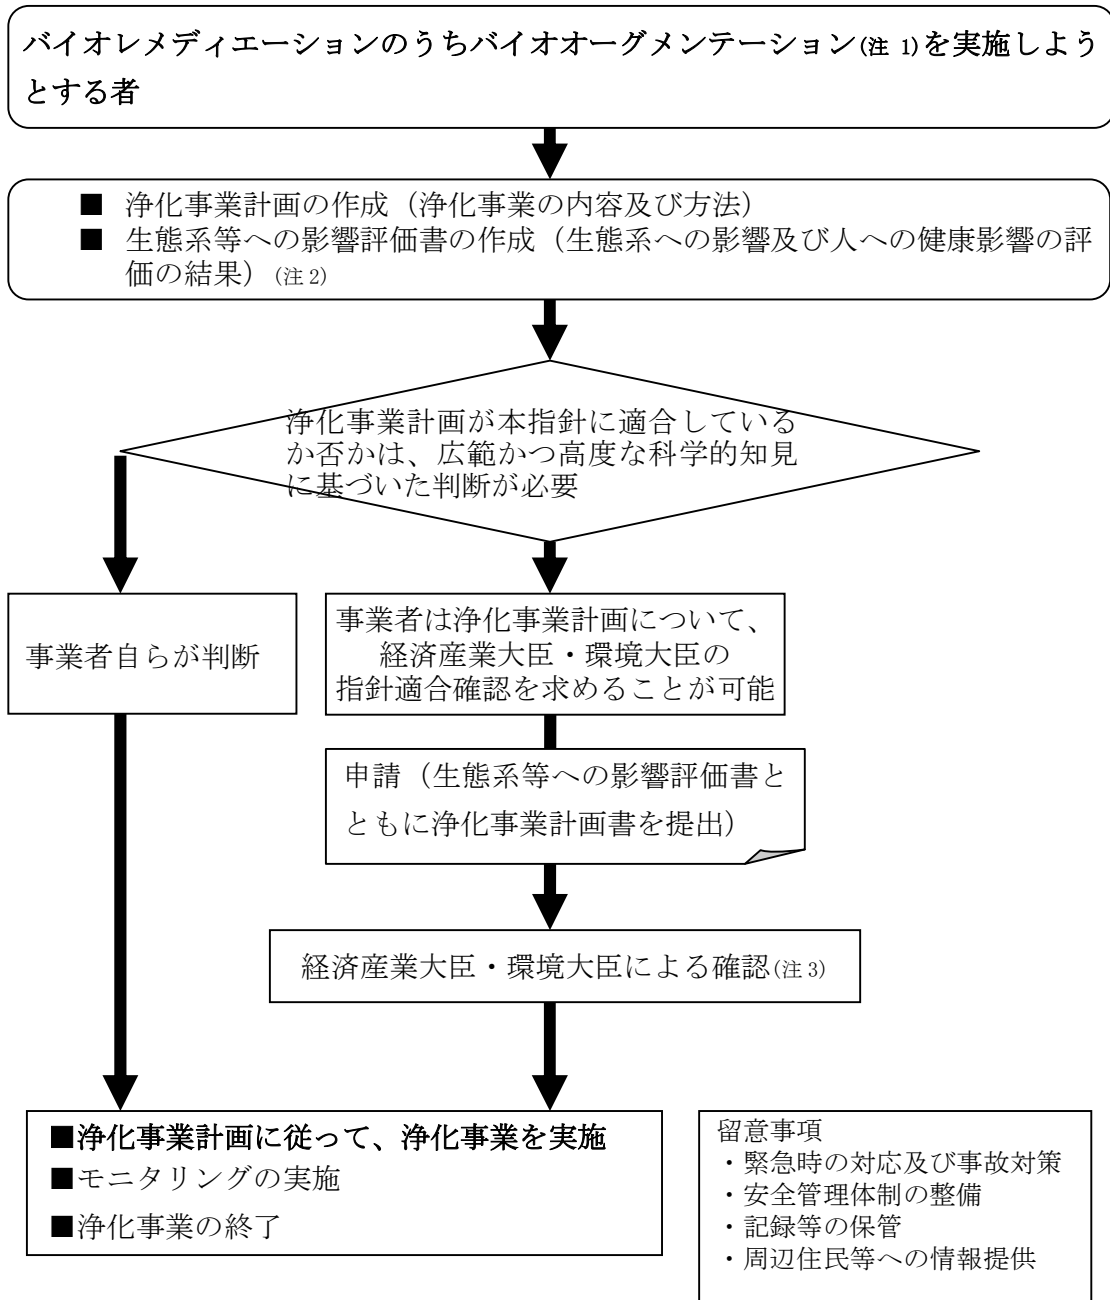 バイオレメディエーションのうちバイオオーグメンテーション(注 1)を実施しよう
とする者
■ 浄化事業計画の作成（浄化事業の内容及び方法）
■ 生態系等への影響評価書の作成（生態系への影響及び人への健康影響の評
価の結果）(注 2)
浄化事業計画が本指針に適合している
か否かは、広範かつ高度な科学的知見
に基づいた判断が必要
事業者自らが判断
事業者は浄化事業計画について、
経済産業大臣・環境大臣の
指針適合確認を求めることが可能
申請（生態系等への影響評価書と
ともに浄化事業計画書を提出）
経済産業大臣・環境大臣による確認(注 3)
■浄化事業計画に従って、浄化事業を実施
■モニタリングの実施
■浄化事業の終了
留意事項
・緊急時の対応及び事故対策
・安全管理体制の整備
・記録等の保管
・周辺住民等への情報提供